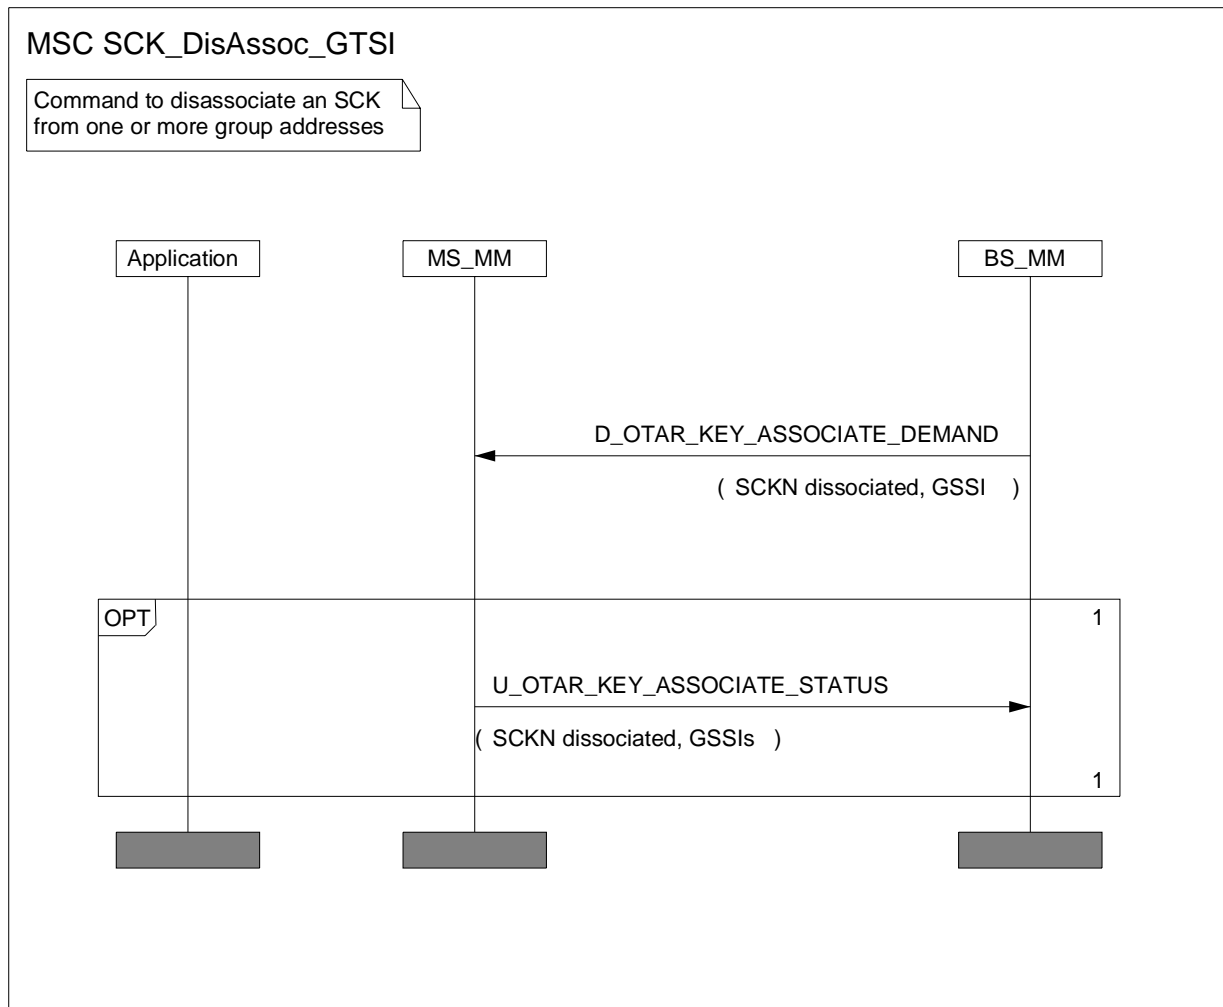 MSC SCK_DisAssoc_GTSI
Command to disassociate an SCK
from one or more group addresses
Application
MS_MM
BS_MM
D_OTAR_KEY_ASSOCIATE_DEMAND
( SCKN dissociated, GSSI )
OPT
1
U_OTAR_KEY_ASSOCIATE_STATUS
( SCKN dissociated, GSSIs )
1